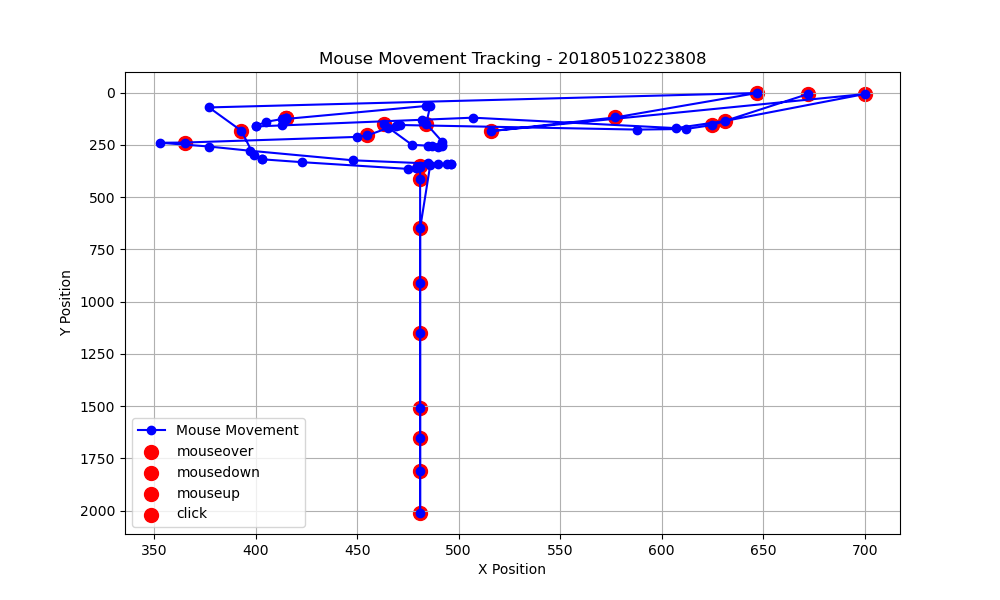 Mouse Movement Tracking - 20180510223808
0
250
500
750
1000
1250
1500
1750
2000
Y Position
Mouse Movement
mouseover
mousedown
mouseup
click
350 400 450 500 550 600 650 700
X Position